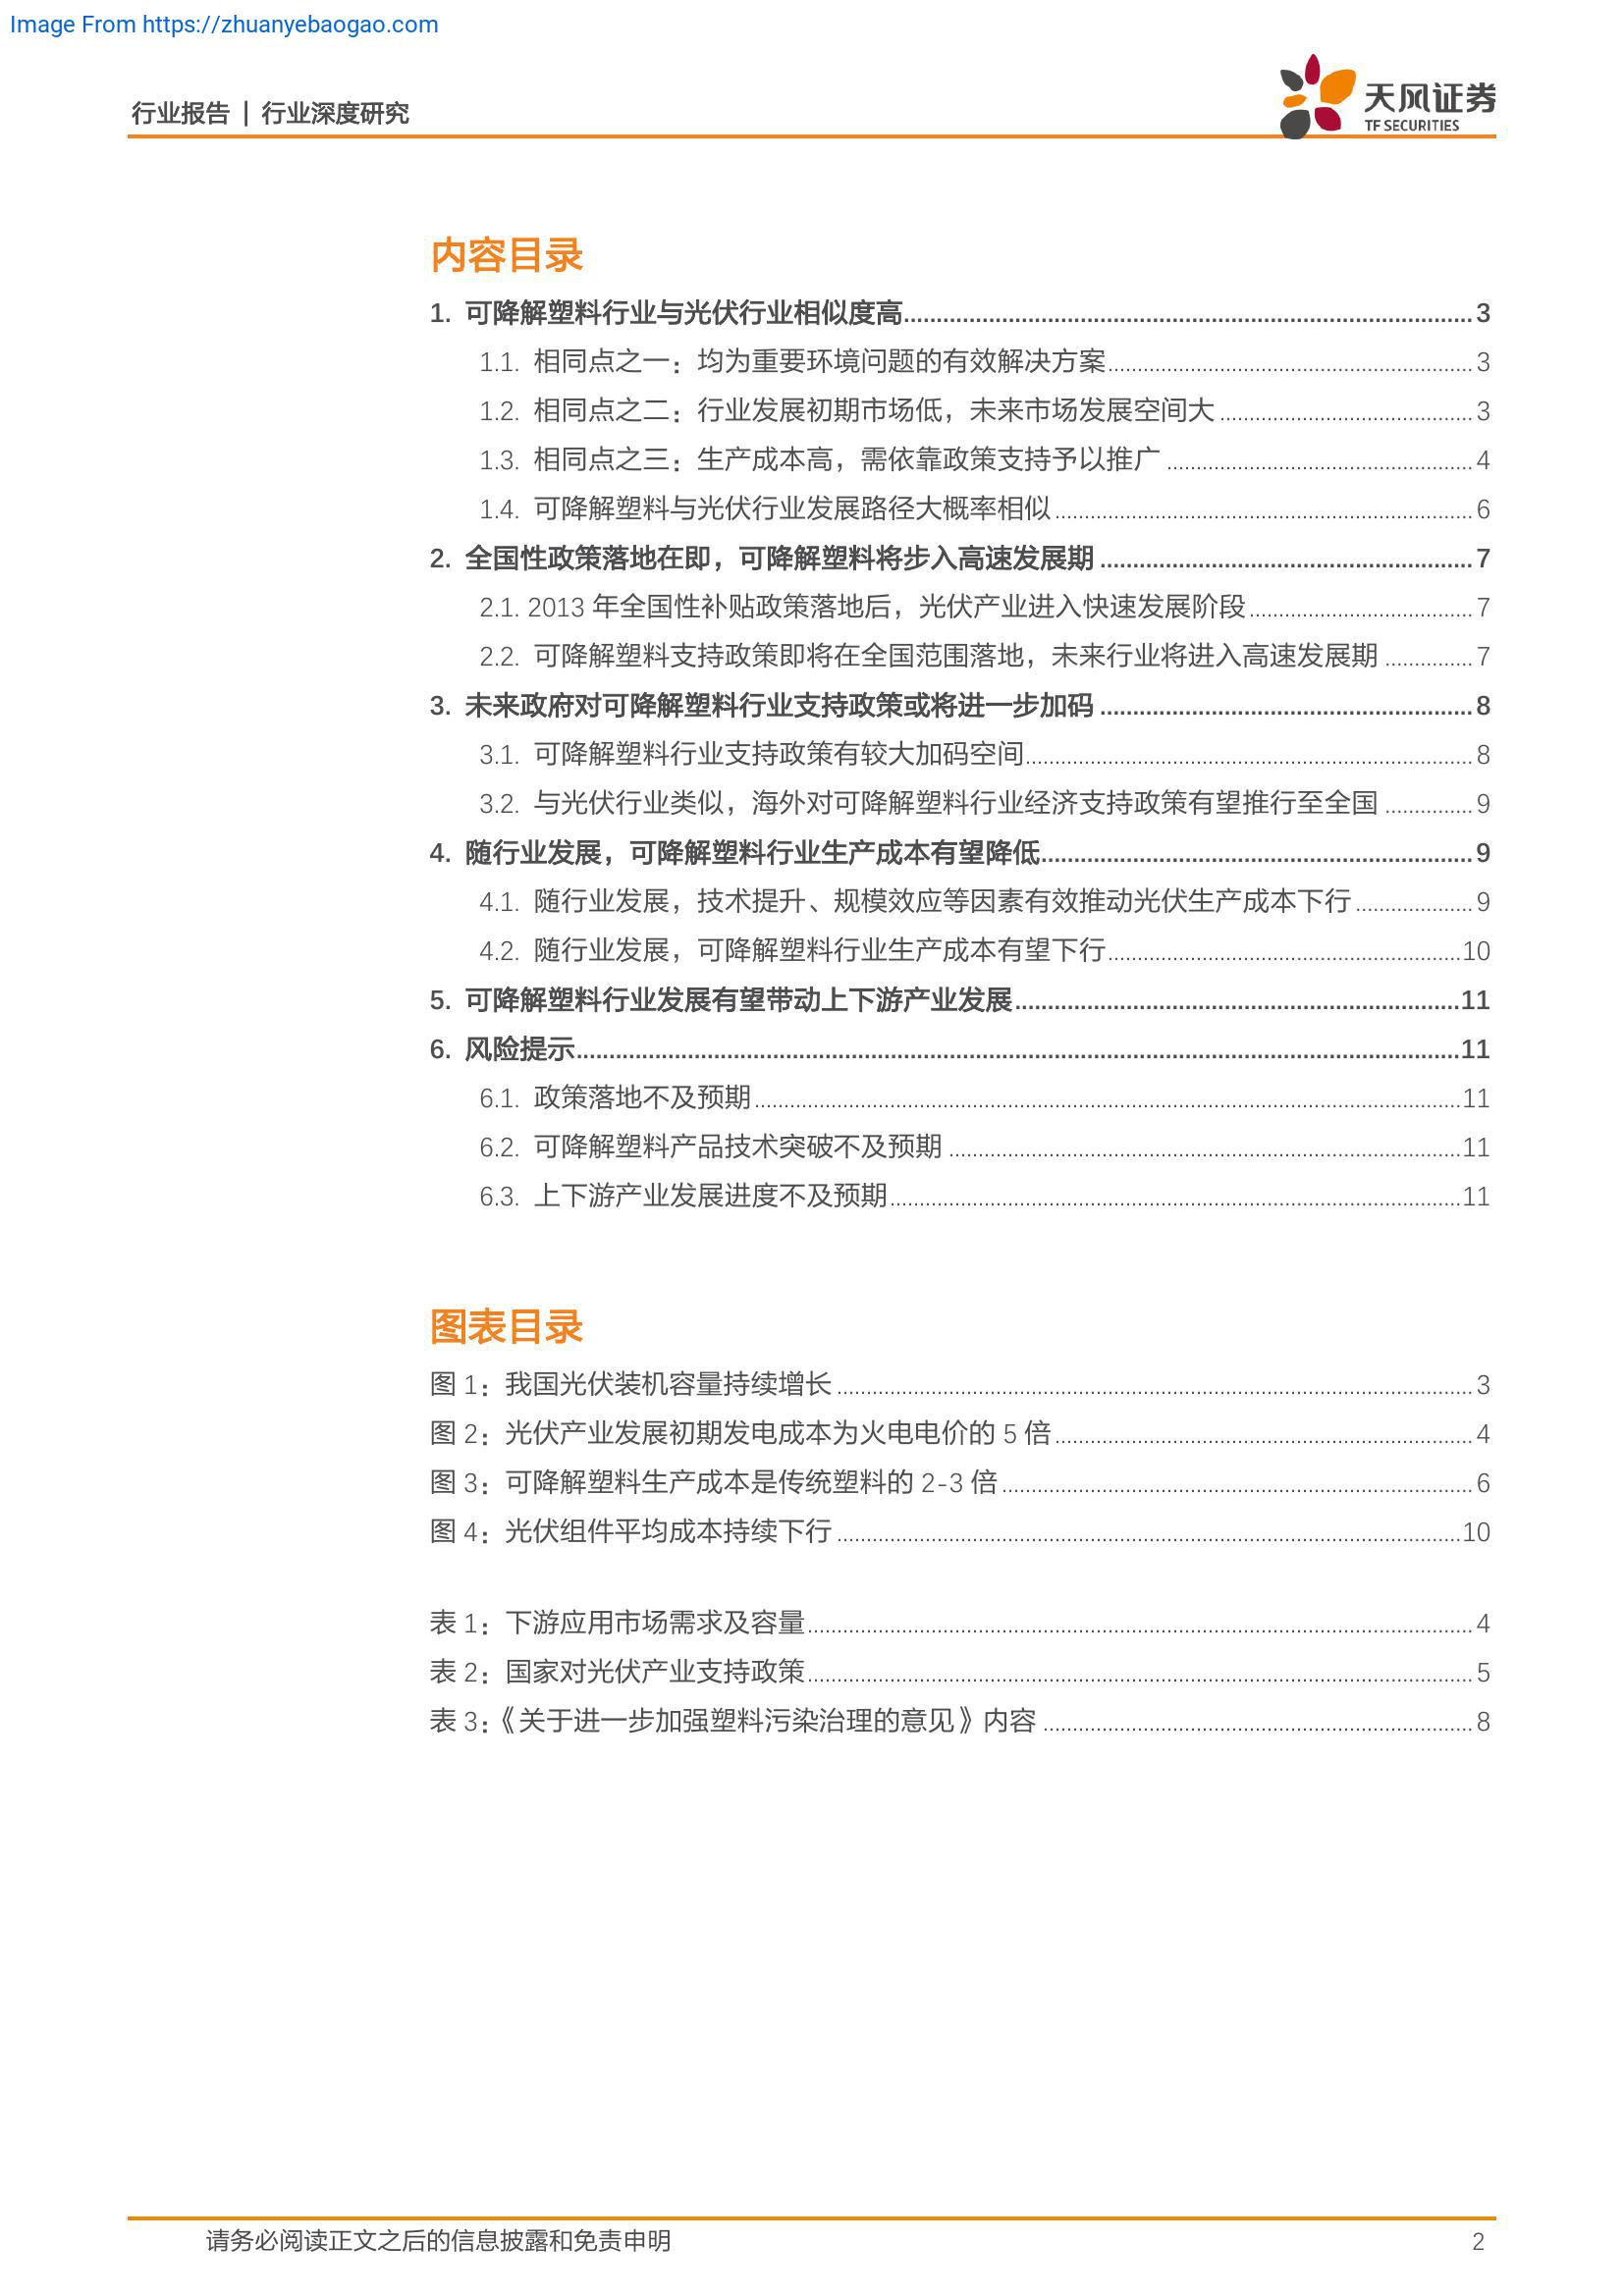 Image From https://zhuanyebaogao.com
行业报告 | 行业深度研究
天风证券
TF SECURITIES
内容目录
1. 可降解塑料行业与光伏行业相似度高 3
1.1. 相同点之一：均为重要环境问题的有效解决方案 3
1.2. 相同点之二：行业发展初期市场低，未来市场发展空间大 3
1.3. 相同点之三：生产成本高，需依靠政策支持予以推广 4
1.4. 可降解塑料与光伏行业发展路径大概率相似 6
2. 全国性政策落地在即，可降解塑料将步入高速发展期 7
2.1. 2013 年全国性补贴政策落地后，光伏产业进入快速发展阶段 7
2.2. 可降解塑料支持政策即将在全国范围落地，未来行业将进入高速发展期 7
3. 未来政府对可降解塑料行业支持政策或将进一步加码 8
3.1. 可降解塑料行业支持政策有较大加码空间 8
3.2. 与光伏行业类似，海外对可降解塑料行业经济支持政策有望推行至全国 9
4. 随行业发展，可降解塑料行业生产成本有望降低 9
4.1. 随行业发展，技术提升、规模效应等因素有效推动光伏生产成本下行 9
4.2. 随行业发展，可降解塑料行业生产成本有望下行 10
5. 可降解塑料行业发展有望带动上下游产业发展 11
6. 风险提示 11
6.1. 政策落地不及预期 11
6.2. 可降解塑料产品技术突破不及预期 11
6.3. 上下游产业发展进度不及预期 11
图表目录
图 1：我国光伏装机容量持续增长 3
图 2：光伏产业发展初期发电成本为火电电价的 5 倍 4
图 3：可降解塑料生产成本是传统塑料的 2-3 倍 6
图 4：光伏组件平均成本持续下行 10
表 1：下游应用市场需求及容量 4
表 2：国家对光伏产业支持政策 5
表 3：《关于进一步加强塑料污染治理的意见》内容 8
请务必阅读正文之后的信息披露和免责申明 2